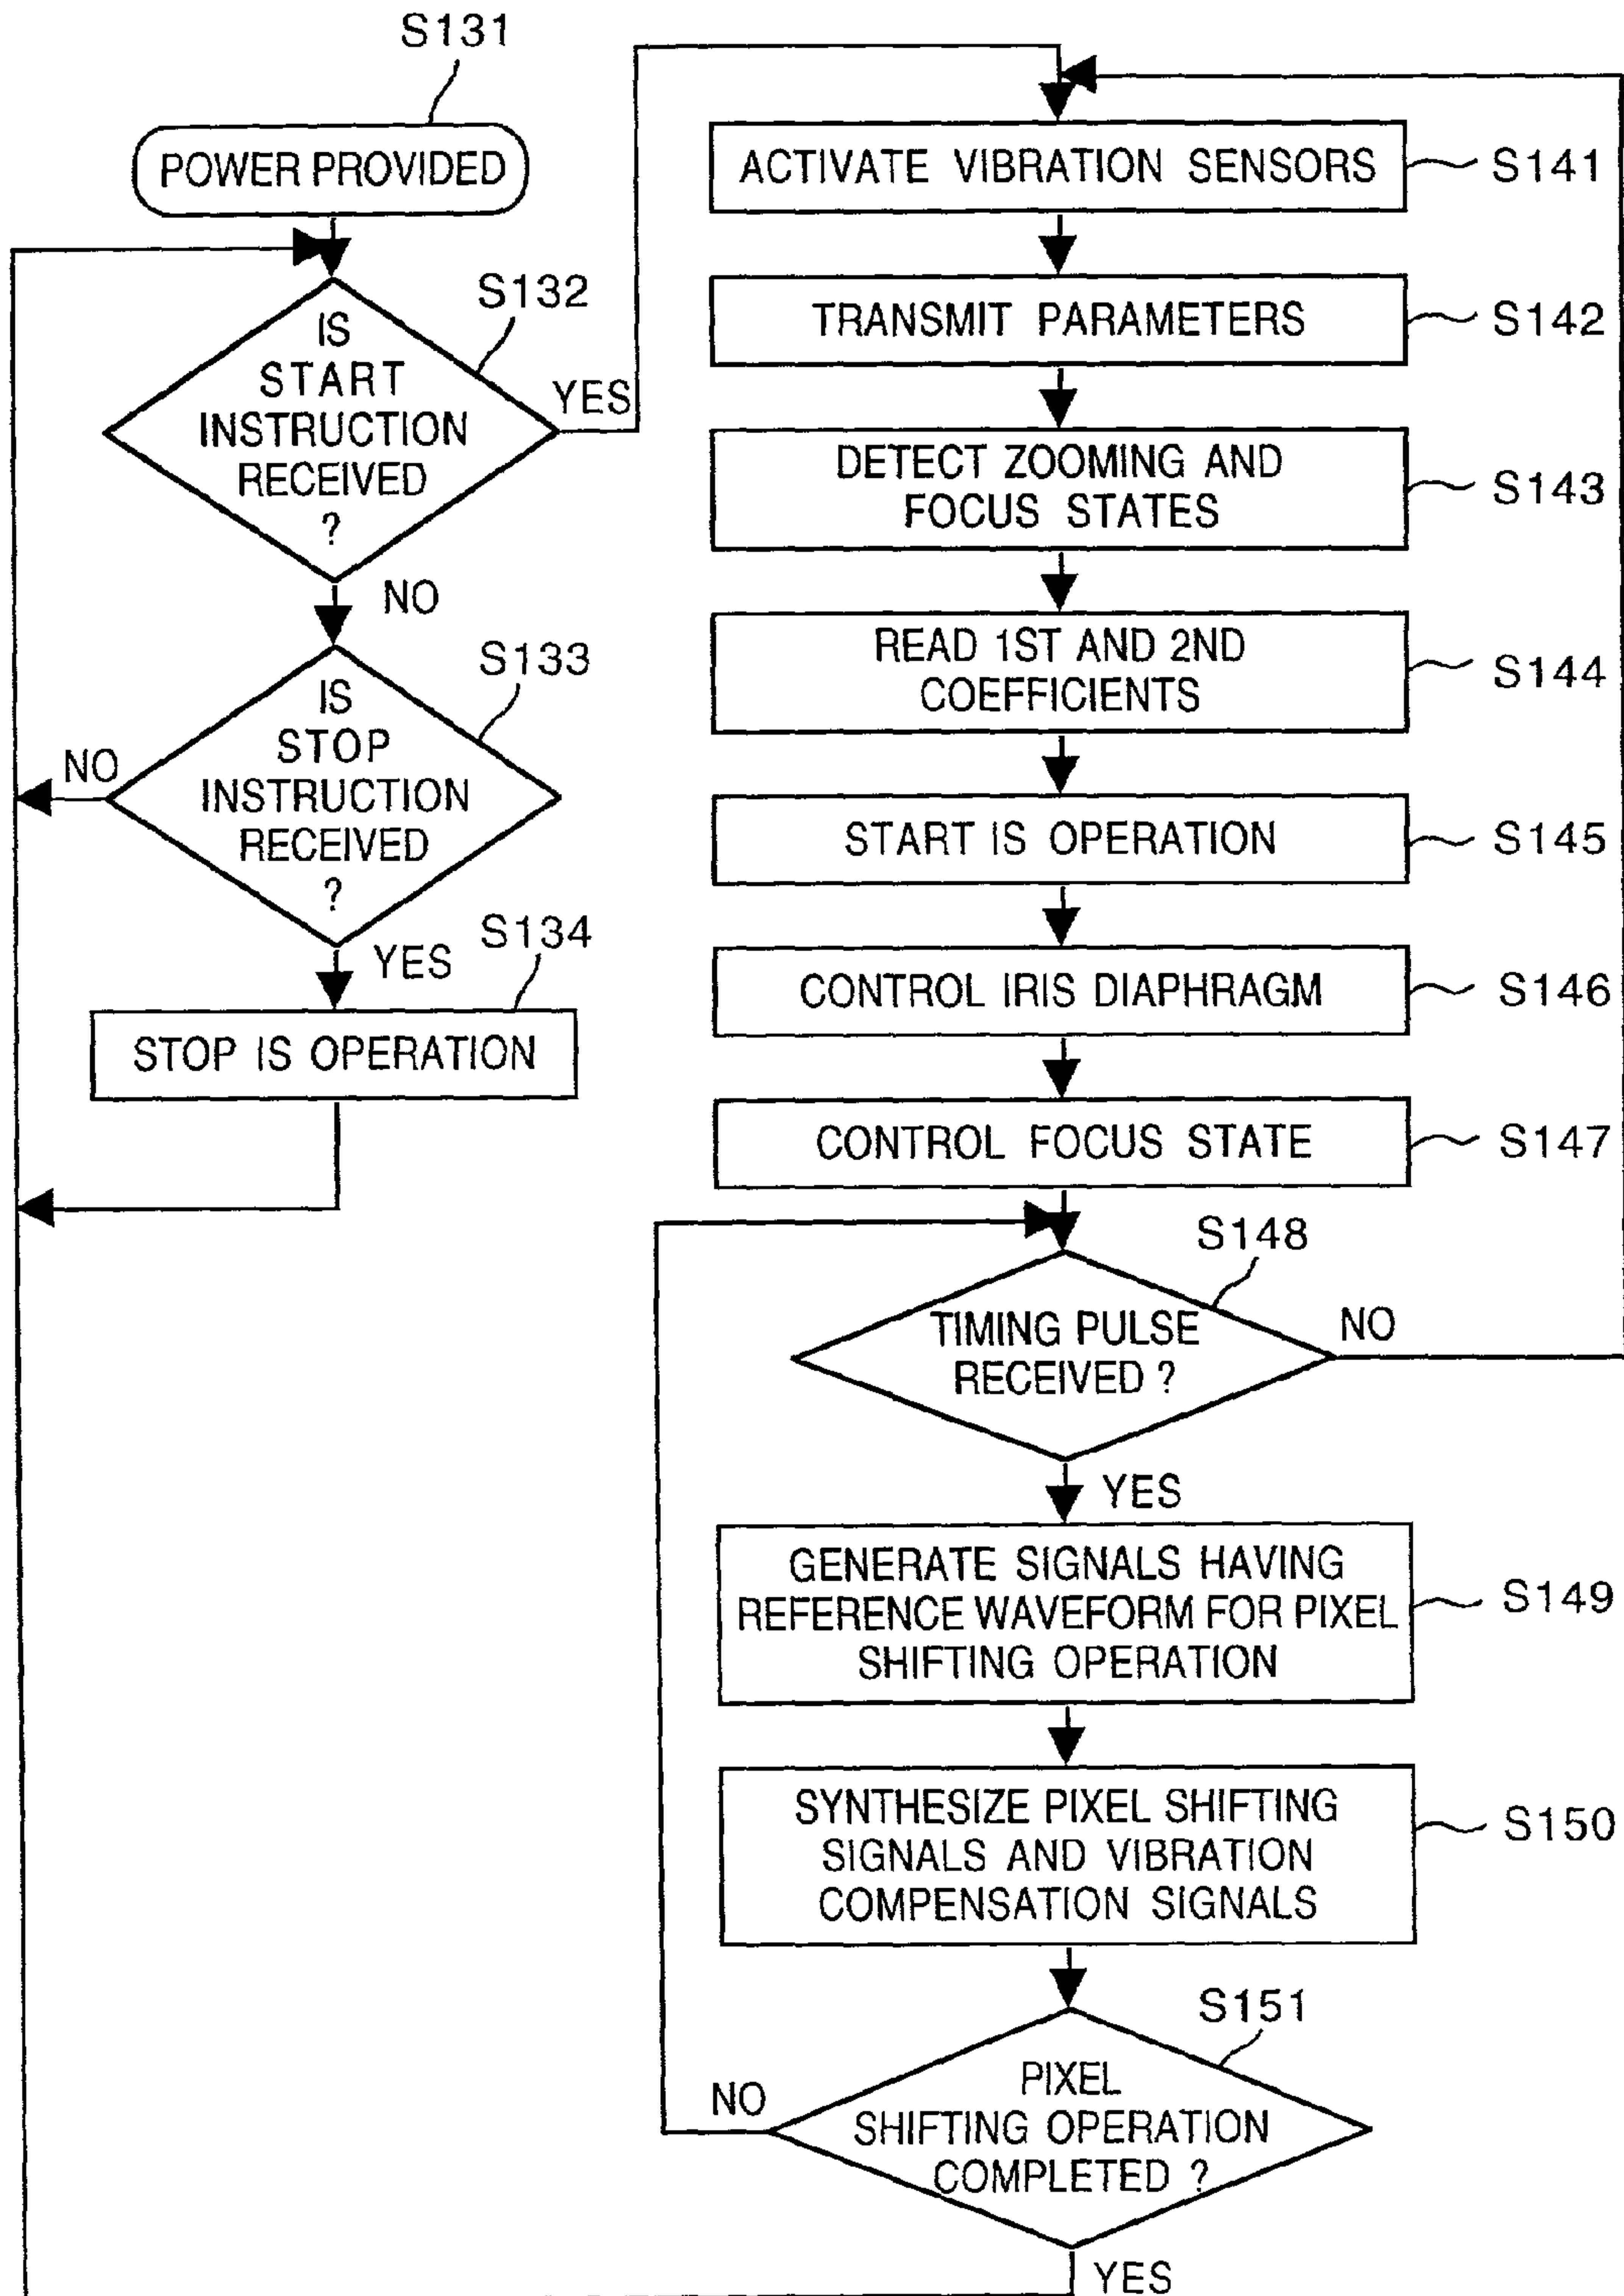 S131
POWER PROVIDED
S132
IS
START
INSTRUCTION
RECEIVED
?
YES
NO
S133
IS
STOP
INSTRUCTION
RECEIVED
?
NO
YES
S134
STOP IS OPERATION
ACTIVATE VIBRATION SENSORS
S141
TRANSMIT PARAMETERS
S142
DETECT ZOOMING AND
FOCUS STATES
S143
READ 1ST AND 2ND
COEFFICIENTS
S144
START IS OPERATION
S145
CONTROL IRIS DIAPHRAGM
S146
CONTROL FOCUS STATE
S147
S148
TIMING PULSE
RECEIVED ?
NO
YES
GENERATE SIGNALS HAVING
REFERENCE WAVEFORM FOR PIXEL
SHIFTING OPERATION
S149
SYNTHESIZE PIXEL SHIFTING
SIGNALS AND VIBRATION
COMPENSATION SIGNALS
S150
S151
PIXEL
SHIFTING OPERATION
COMPLETED ?
NO
YES